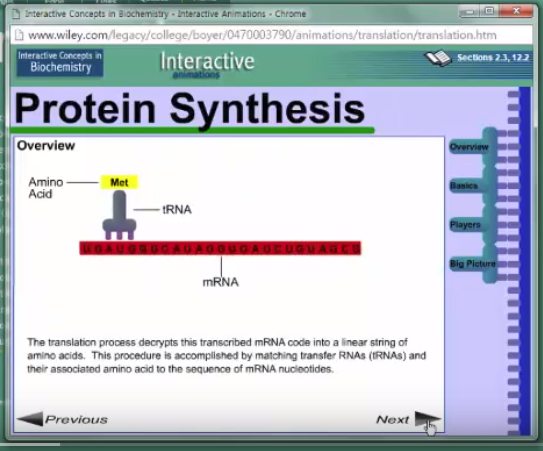 Interactive Concepts in Biochemistry - Interactive Animations - Chrome
www.wiley.com/legacy/college/boyer/0470003790/animations/translation/translation.htm
Interactive Concepts in
Biochemistry
Interactive
animations
Sections 2.3, 12.2
Protein Synthesis
Overview
Amino
Acid
Met
tRNA
mRNA
The translation process decrypts this transcribed mRNA code into a linear string of
amino acids. This procedure is accomplished by matching transfer RNAs (tRNAs) and
their associated amino acid to the sequence of mRNA nucleotides.
Previous
Next
Overview
Basics
Players
Big Picture